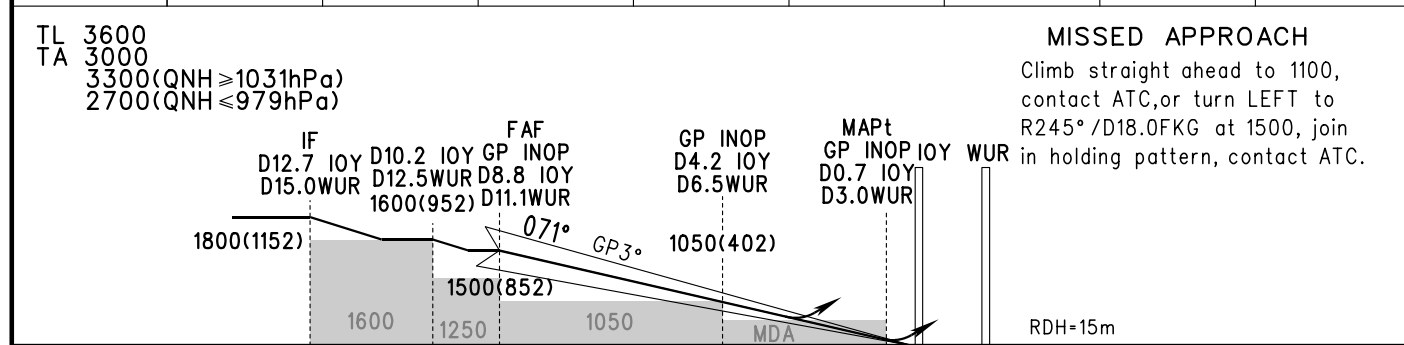 TL 3600
TA 3000
3300(QNH≥1031hPa)
2700(QNH≤979hPa)
MISSED APPROACH
Climb straight ahead to 1100,
contact ATC,or turn LEFT to
R245°/D18.0FKG at 1500, join
in holding pattern, contact ATC.
IF
D12.7 IOY
D15.0WUR
1800(1152)
D10.2 IOY
D12.5WUR
1600(952)
FAF
GP INOP
D8.8 IOY
D11.1WUR
1500(852)
071°
GP3°
GP INOP
D4.2 IOY
D6.5WUR
1050(402)
MAPt
GP INOP
D0.7 IOY
D3.0WUR
IOY
WUR
1600
1250
1050
MDA
RDH=15m